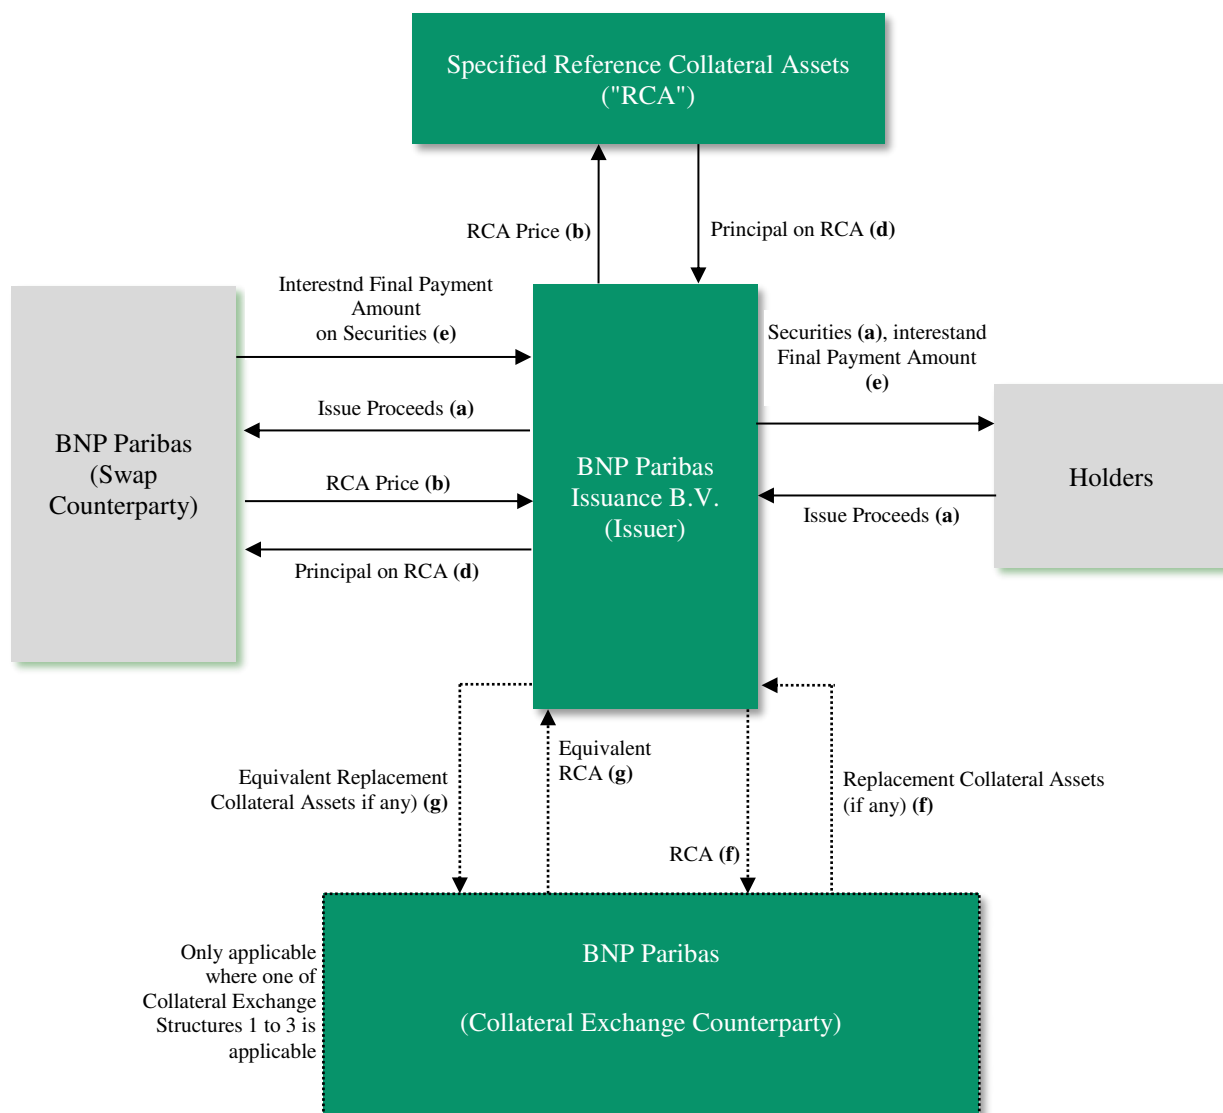 Specified Reference Collateral Assets
("RCA")
RCA Price (b)
Principal on RCA (d)
Interestnd Final Payment
Amount
on Securities (e)
Securities (a), interestand
Final Payment Amount
(e)
Issue Proceeds (a)
BNP Paribas
(Swap
Counterparty)
RCA Price (b)
BNP Paribas
Issuance B.V.
(Issuer)
Holders
Issue Proceeds (a)
Principal on RCA (d)
Equivalent Replacement
Collateral Assets if any) (g)
Equivalent
RCA (g)
RCA (f)
Replacement Collateral Assets
(if any) (f)
Only applicable
where one of
Collateral Exchange
Structures 1 to 3 is
applicable
BNP Paribas
(Collateral Exchange Counterparty)